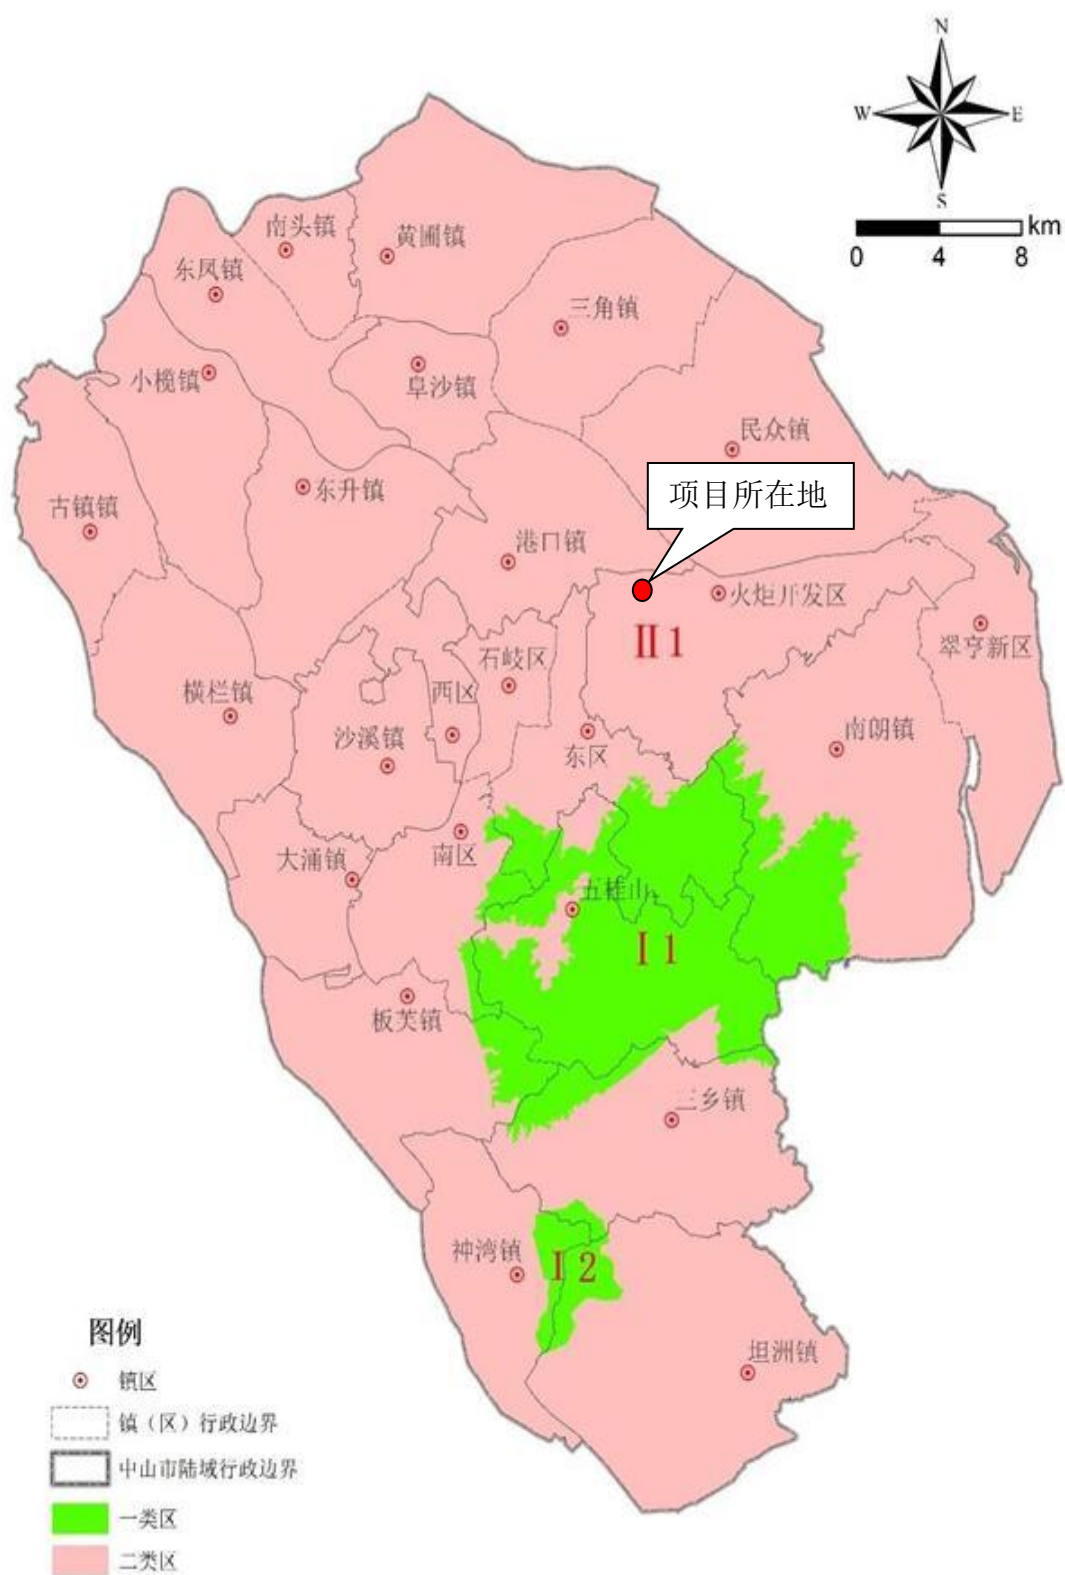 N
W
E
S
km
0 4 8
南头镇
黄圃镇
东凤镇
三角镇
小榄镇
阜沙镇
民众镇
项目所在地
东升镇
古镇镇
港口镇
火炬开发区
II 1
翠亨新区
石岐区
西区
横栏镇
沙溪镇
南朗镇
东区
南区
大涌镇
五桂山
I 1
板芙镇
三乡镇
神湾镇
I 2
坦洲镇
图例
镇区
镇（区）行政边界
中山市陆域行政边界
一类区
二类区